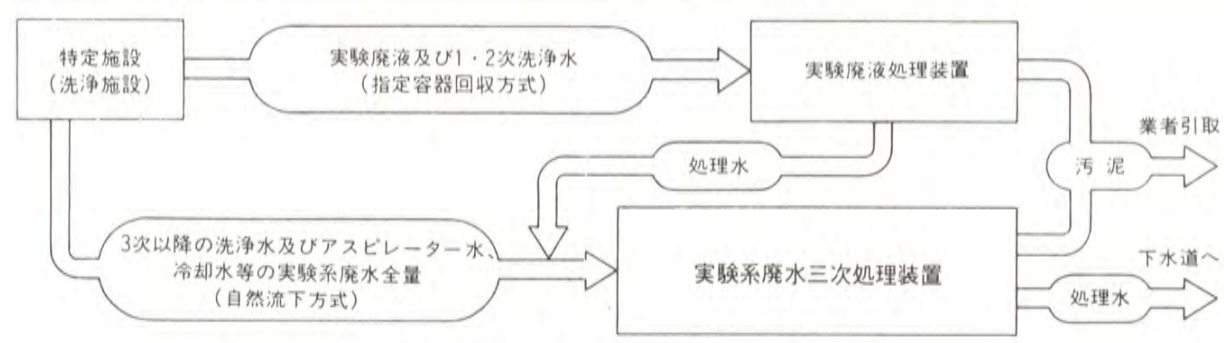 特定施設
(洗浄施設)
実験廃液及び1・2次洗浄水
(指定容器回収方式)
実験廃液処理装置
業者引取
処理水
汚泥
3次以降の洗浄水及びアスピレーター水、
冷却水等の実験系廃水全量
(自然流下方式)
実験系廃水三次処理装置
下水道へ
処理水